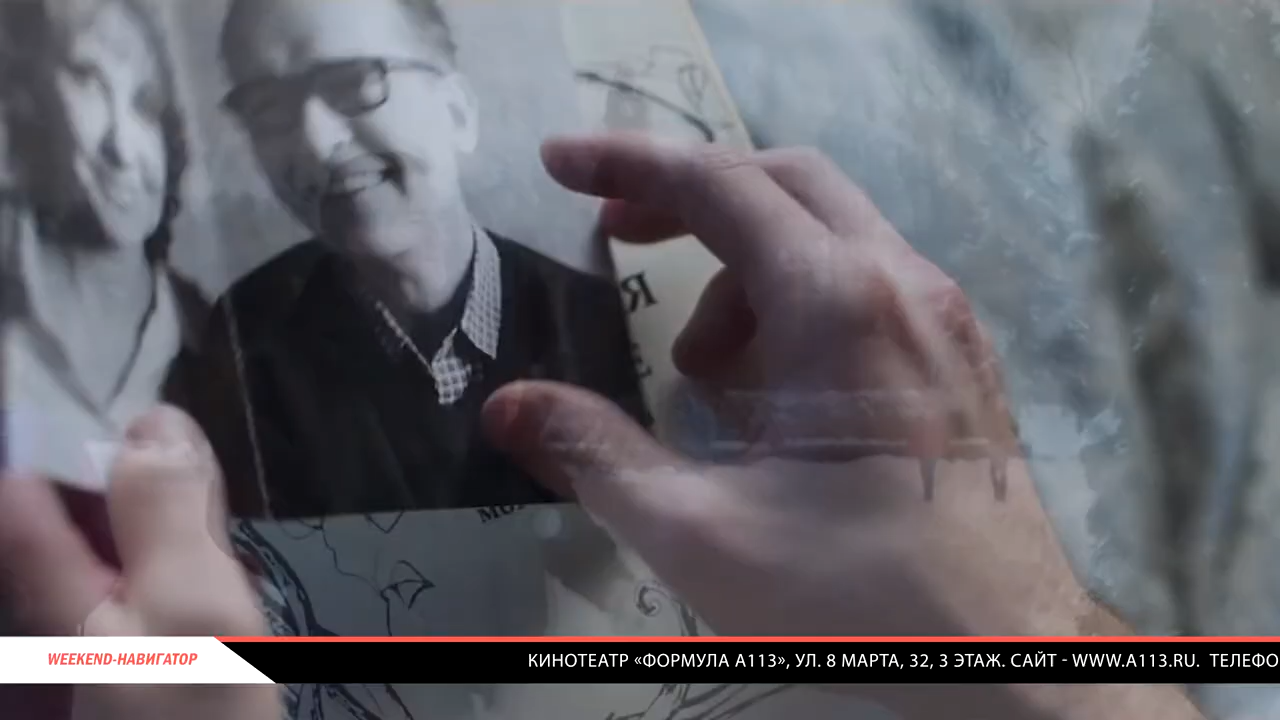 WEEKEND-НАВИГАТОР
КИНОТЕАТР «ФОРМУЛА А113», УЛ. 8 МАРТА, 32, 3 ЭТАЖ. САЙТ - WWW.A113.RU. ТЕЛЕФО